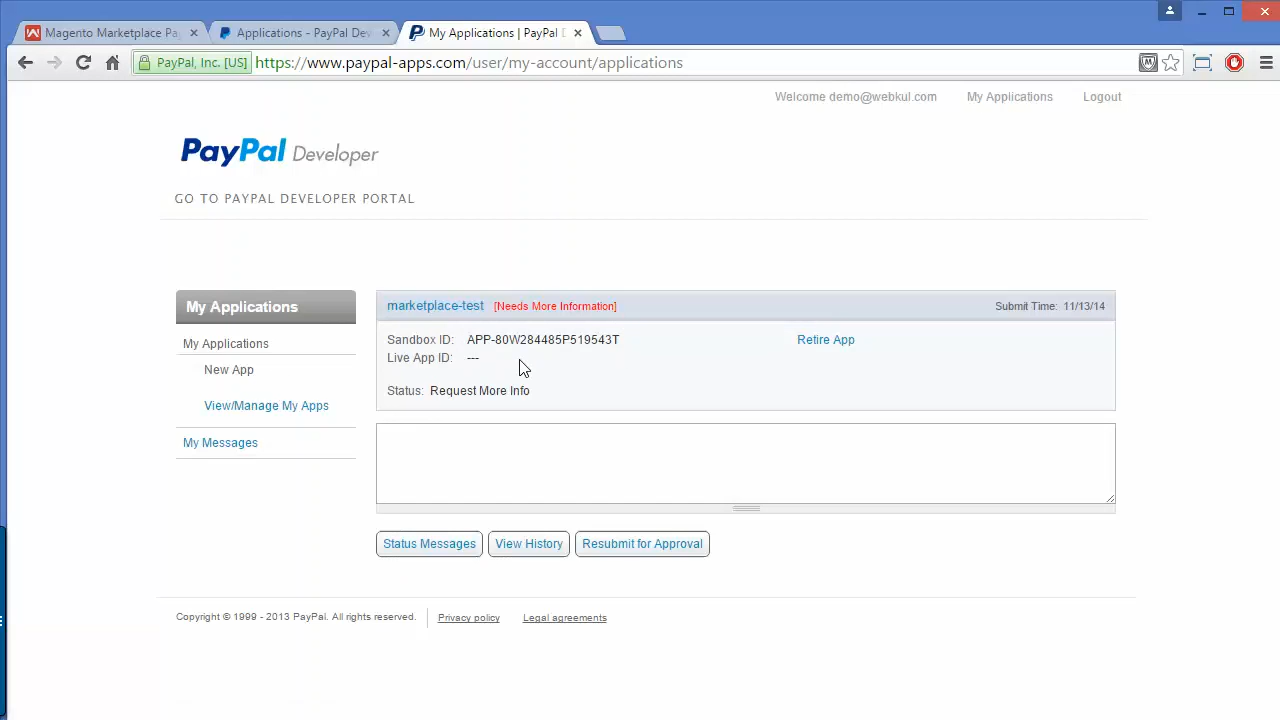 Magento Marketplace Pa
Applications - PayPal Dev
My Applications | PayPal D
PayPal, Inc. [US] https://www.paypal-apps.com/user/my-account/applications
Welcome demo@webkul.com My Applications Logout
PayPal Developer
GO TO PAYPAL DEVELOPER PORTAL
My Applications
My Applications
New App
View/Manage My Apps
My Messages
marketplace-test [Needs More Information] Submit Time: 11/13/14
Sandbox ID: APP-80W284485P519543T Retire App
Live App ID: ---
Status: Request More Info
Status Messages View History Resubmit for Approval
Copyright © 1999 - 2013 PayPal. All rights reserved. Privacy policy Legal agreements